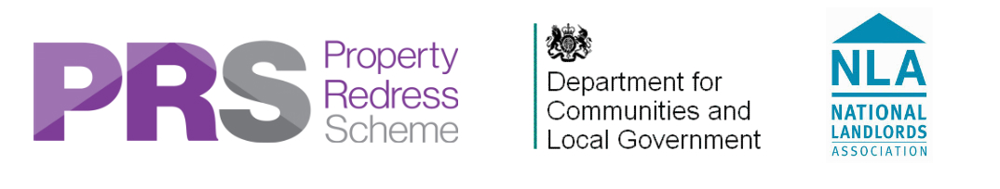 PRS
Property
Redress
Scheme
Department for
Communities and
Local Government
NLA
NATIONAL
LANDLORDS
ASSOCIATION